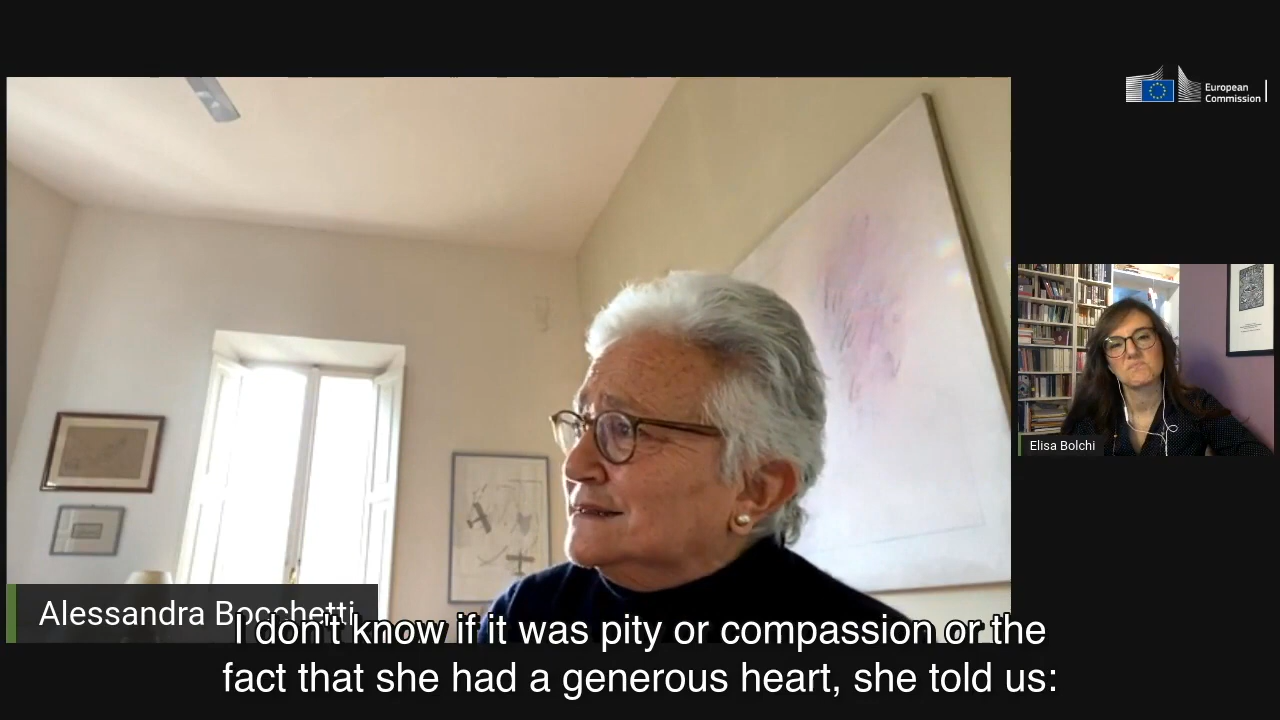 European
Commission
Elisa Bolchi
Alessandra Bocchetti
I don't know if it was pity or compassion or the
fact that she had a generous heart, she told us: